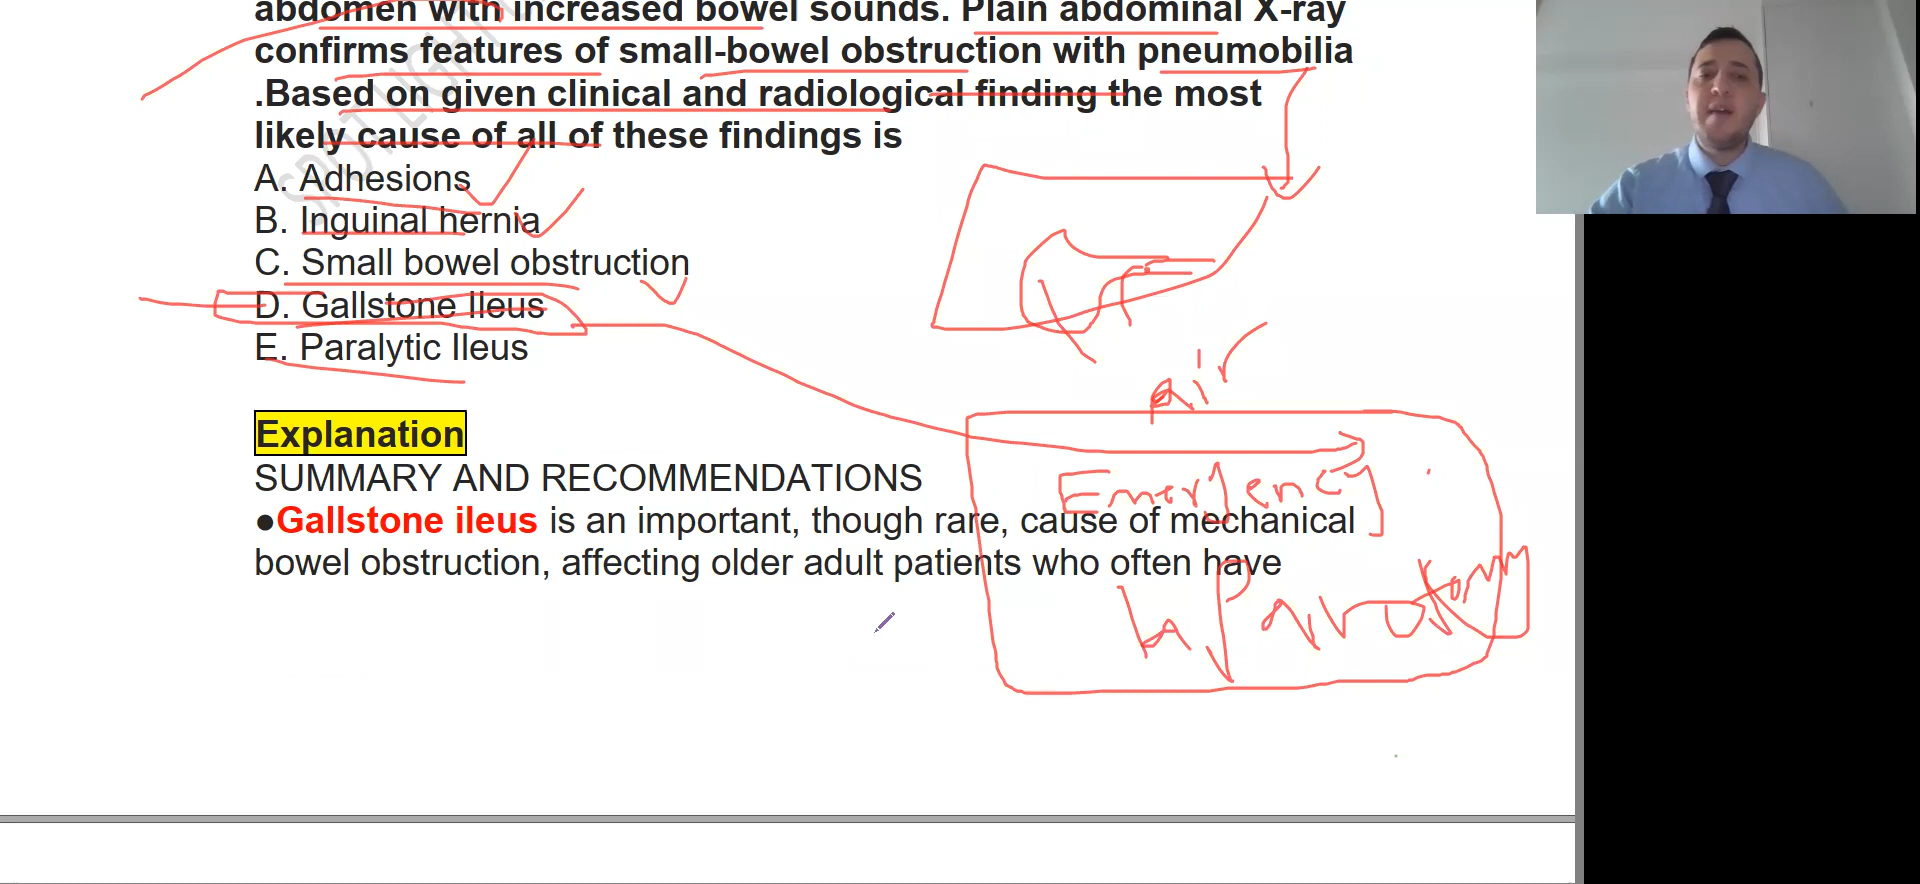 abdomen with increased bowel sounds. Plain abdominal X-ray
confirms features of small-bowel obstruction with pneumobilia
.Based on given clinical and radiological finding the most
likely cause of all of these findings is
A. Adhesions
B. Inguinal hernia
C. Small bowel obstruction
D. Gallstone Ileus
E. Paralytic Ileus
air
Explanation
SUMMARY AND RECOMMENDATIONS
Emergency
●Gallstone ileus is an important, though rare, cause of mechanical
bowel obstruction, affecting older adult patients who often have